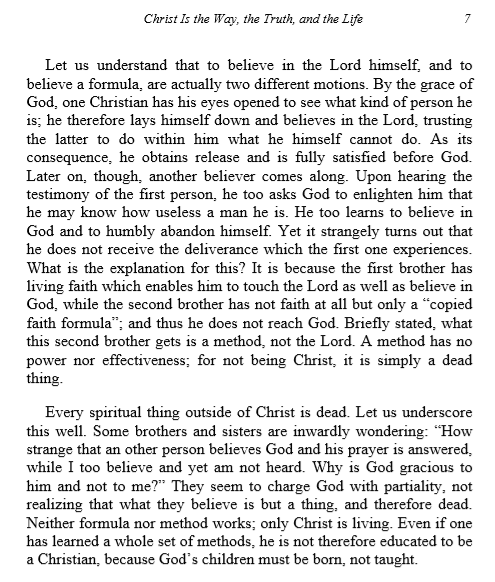 Christ Is the Way, the Truth, and the Life 7
Let us understand that to believe in the Lord himself, and to
believe a formula, are actually two different motions. By the grace of
God, one Christian has his eyes opened to see what kind of person he
is; he therefore lays himself down and believes in the Lord, trusting
the latter to do within him what he himself cannot do. As its
consequence, he obtains release and is fully satisfied before God.
Later on, though, another believer comes along. Upon hearing the
testimony of the first person, he too asks God to enlighten him that
he may know how useless a man he is. He too learns to believe in
God and to humbly abandon himself. Yet it strangely turns out that
he does not receive the deliverance which the first one experiences.
What is the explanation for this? It is because the first brother has
living faith which enables him to touch the Lord as well as believe in
God, while the second brother has not faith at all but only a “copied
faith formula”; and thus he does not reach God. Briefly stated, what
this second brother gets is a method, not the Lord. A method has no
power nor effectiveness; for not being Christ, it is simply a dead
thing.
Every spiritual thing outside of Christ is dead. Let us underscore
this well. Some brothers and sisters are inwardly wondering: “How
strange that an other person believes God and his prayer is answered,
while I too believe and yet am not heard. Why is God gracious to
him and not to me?” They seem to charge God with partiality, not
realizing that what they believe is but a thing, and therefore dead.
Neither formula nor method works; only Christ is living. Even if one
has learned a whole set of methods, he is not therefore educated to be
a Christian, because God’s children must be born, not taught.